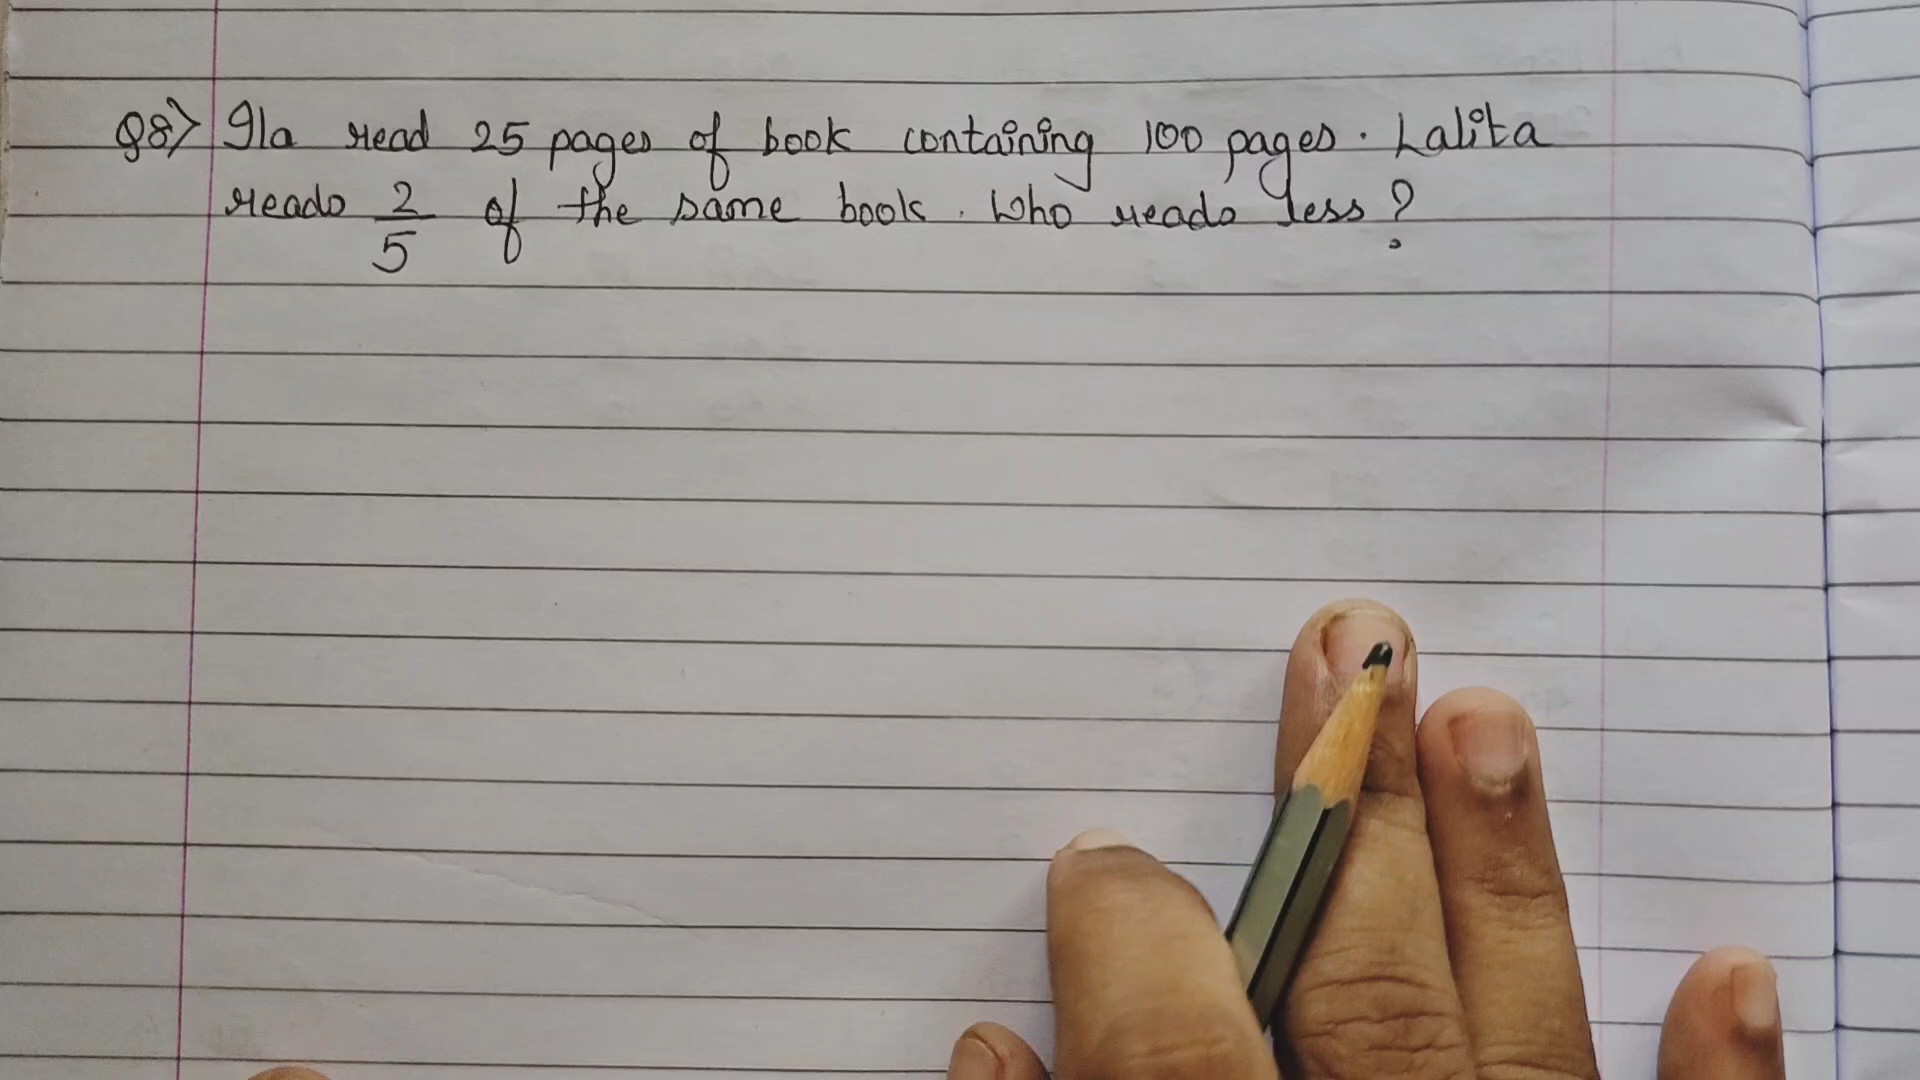 Q8> Ila read 25 pages of book containing 100 pages. Lalita
reads 2/5 of the same book. Who reads less?